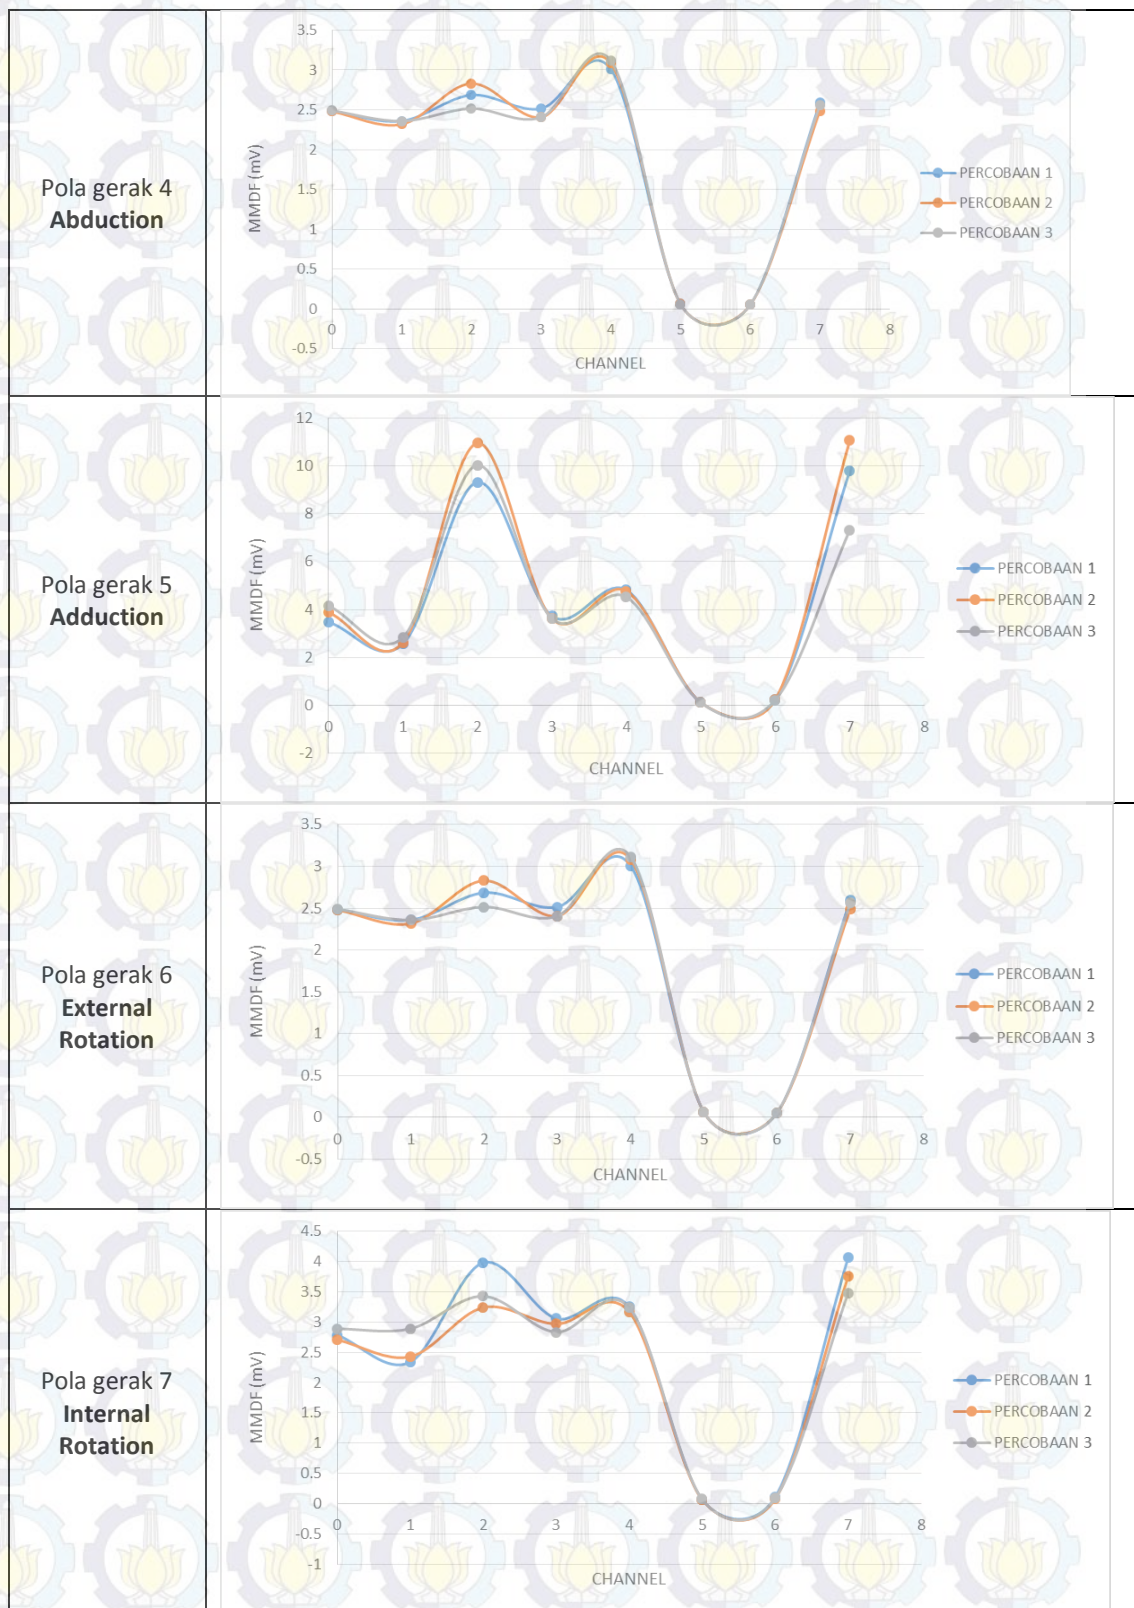 Pola gerak 4
Abduction
3.5
3
2.5
2
1.5
1
0.5
0
-0.5
MMDF (mV)
0 1 2 3 4 5 6 7 8
CHANNEL
PERCOBAAN 1
PERCOBAAN 2
PERCOBAAN 3
Pola gerak 5
Adduction
12
10
8
6
4
2
0
-2
MMDF (mV)
0 1 2 3 4 5 6 7 8
CHANNEL
PERCOBAAN 1
PERCOBAAN 2
PERCOBAAN 3
Pola gerak 6
External
Rotation
3.5
3
2.5
2
1.5
1
0.5
0
-0.5
MMDF (mV)
0 1 2 3 4 5 6 7 8
CHANNEL
PERCOBAAN 1
PERCOBAAN 2
PERCOBAAN 3
Pola gerak 7
Internal
Rotation
4.5
4
3.5
3
2.5
2
1.5
1
0.5
0
-0.5
-1
MMDF (mV)
0 1 2 3 4 5 6 7 8
CHANNEL
PERCOBAAN 1
PERCOBAAN 2
PERCOBAAN 3